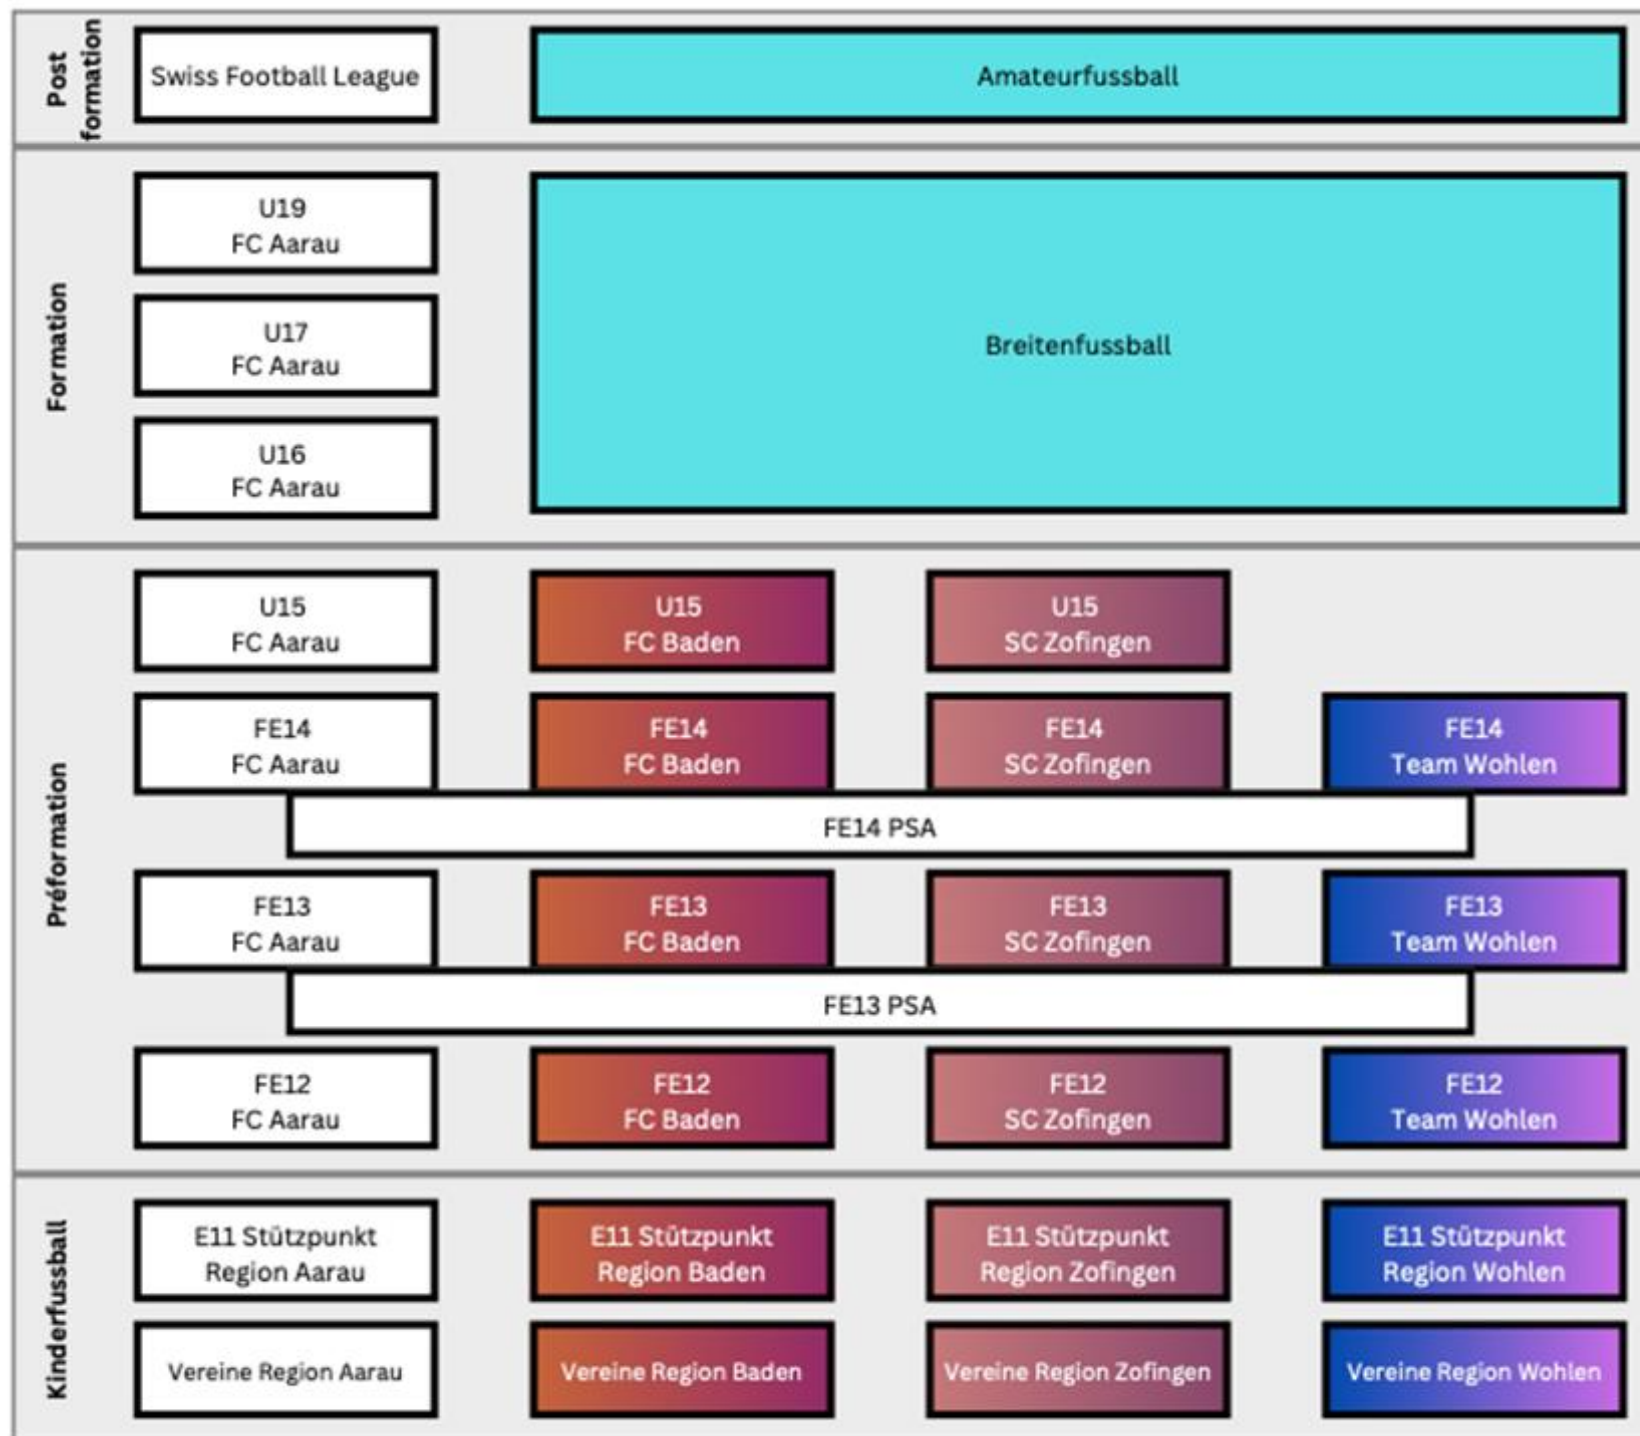 Post
formation
Swiss Football League
Amateurfussball
Formation
U19
FC Aarau
U17
FC Aarau
U16
FC Aarau
Breitenfussball
Préformation
U15
FC Aarau
U15
FC Baden
U15
SC Zofingen
FE14
FC Aarau
FE14
FC Baden
FE14
SC Zofingen
FE14
Team Wohlen
FE14 PSA
FE13
FC Aarau
FE13
FC Baden
FE13
SC Zofingen
FE13
Team Wohlen
FE13 PSA
FE12
FC Aarau
FE12
FC Baden
FE12
SC Zofingen
FE12
Team Wohlen
Kinderfussball
E11 Stützpunkt
Region Aarau
E11 Stützpunkt
Region Baden
E11 Stützpunkt
Region Zofingen
E11 Stützpunkt
Region Wohlen
Vereine Region Aarau
Vereine Region Baden
Vereine Region Zofingen
Vereine Region Wohlen